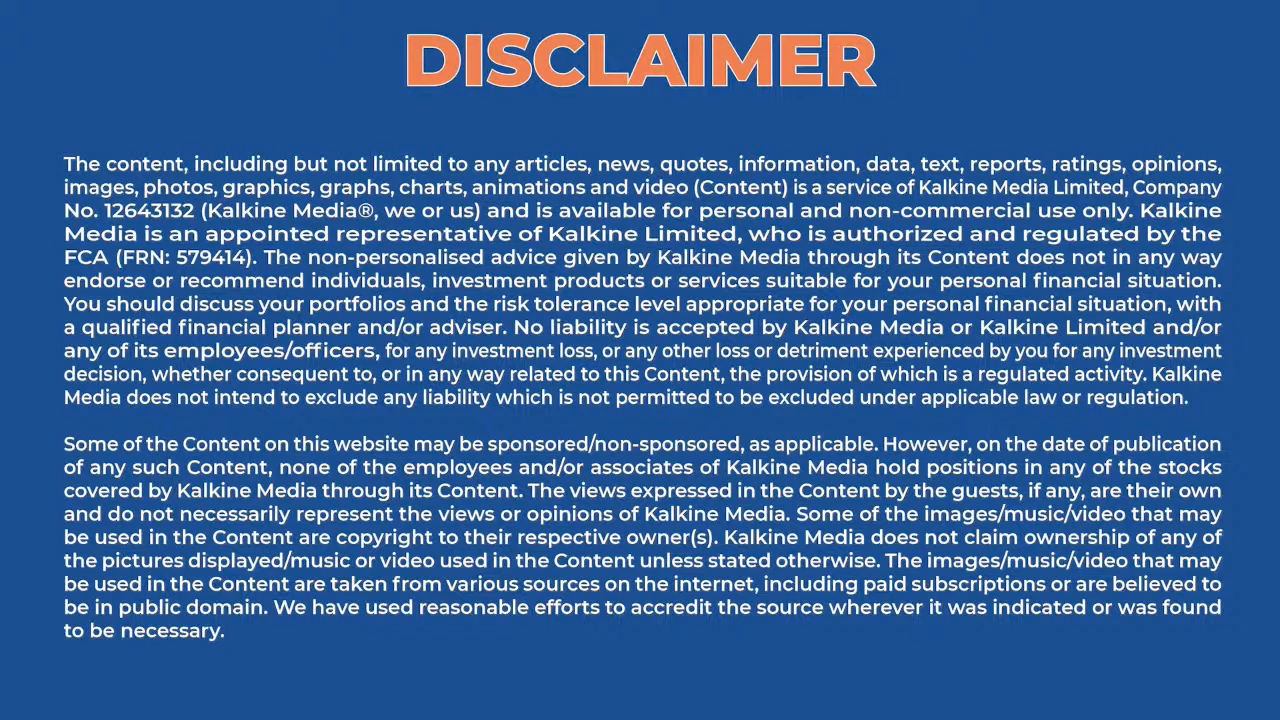 DISCLAIMER
The content, including but not limited to any articles, news, quotes, information, data, text, reports, ratings, opinions,
images, photos, graphics, graphs, charts, animations and video (Content) is a service of Kalkine Media Limited, Company
No. 12643132 (Kalkine Media®, we or us) and is available for personal and non-commercial use only. Kalkine
Media is an appointed representative of Kalkine Limited, who is authorized and regulated by the
FCA (FRN: 579414). The non-personalised advice given by Kalkine Media through its Content does not in any way
endorse or recommend individuals, investment products or services suitable for your personal financial situation.
You should discuss your portfolios and the risk tolerance level appropriate for your personal financial situation, with
a qualified financial planner and/or adviser. No liability is accepted by Kalkine Media or Kalkine Limited and/or
any of its employees/officers, for any investment loss, or any other loss or detriment experienced by you for any investment
decision, whether consequent to, or in any way related to this Content, the provision of which is a regulated activity. Kalkine
Media does not intend to exclude any liability which is not permitted to be excluded under applicable law or regulation.
Some of the Content on this website may be sponsored/non-sponsored, as applicable. However, on the date of publication
of any such Content, none of the employees and/or associates of Kalkine Media hold positions in any of the stocks
covered by Kalkine Media through its Content. The views expressed in the Content by the guests, if any, are their own
and do not necessarily represent the views or opinions of Kalkine Media. Some of the images/music/video that may
be used in the Content are copyright to their respective owner(s). Kalkine Media does not claim ownership of any of
the pictures displayed/music or video used in the Content unless stated otherwise. The images/music/video that may
be used in the Content are taken from various sources on the internet, including paid subscriptions or are believed to
be in public domain. We have used reasonable efforts to accredit the source wherever it was indicated or was found
to be necessary.